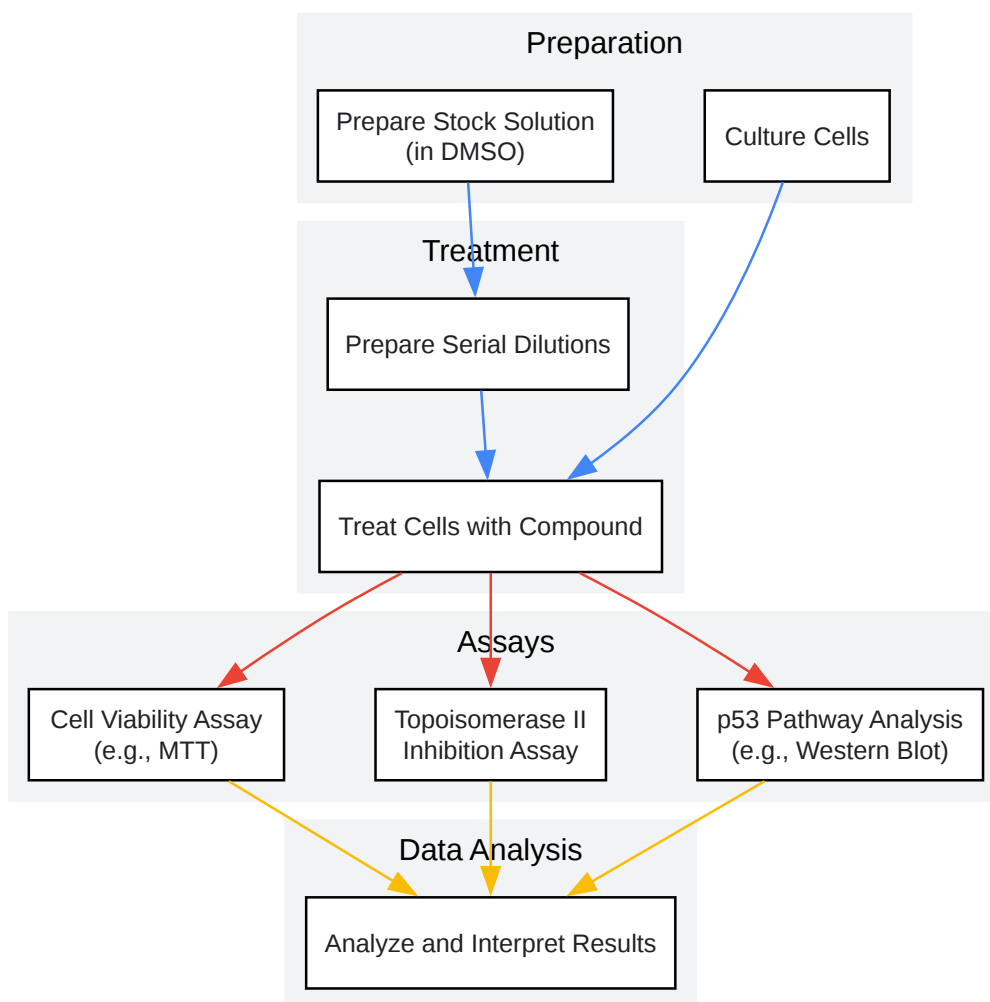 Preparation
Prepare Stock Solution
(in DMSO)
Culture Cells
Treatment
Prepare Serial Dilutions
Treat Cells with Compound
Assays
Cell Viability Assay
(e.g., MTT)
Topoisomerase II
Inhibition Assay
p53 Pathway Analysis
(e.g., Western Blot)
Data Analysis
Analyze and Interpret Results